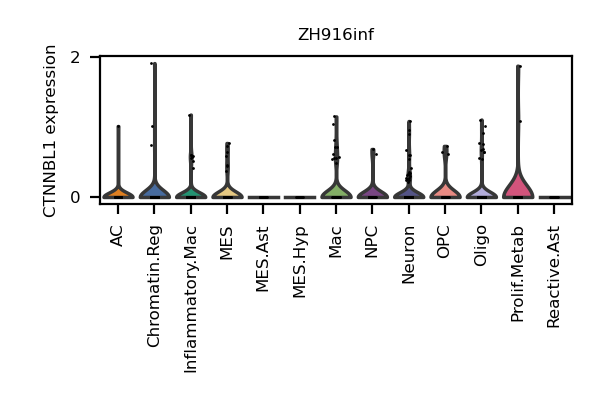 ZH916inf
CTNNBL1 expression
2
0
AC
Chromatin.Reg
Inflammatory.Mac
MES
MES.Ast
MES.Hyp
Mac
NPC
Neuron
OPC
Oligo
Prolif.Metab
Reactive.Ast